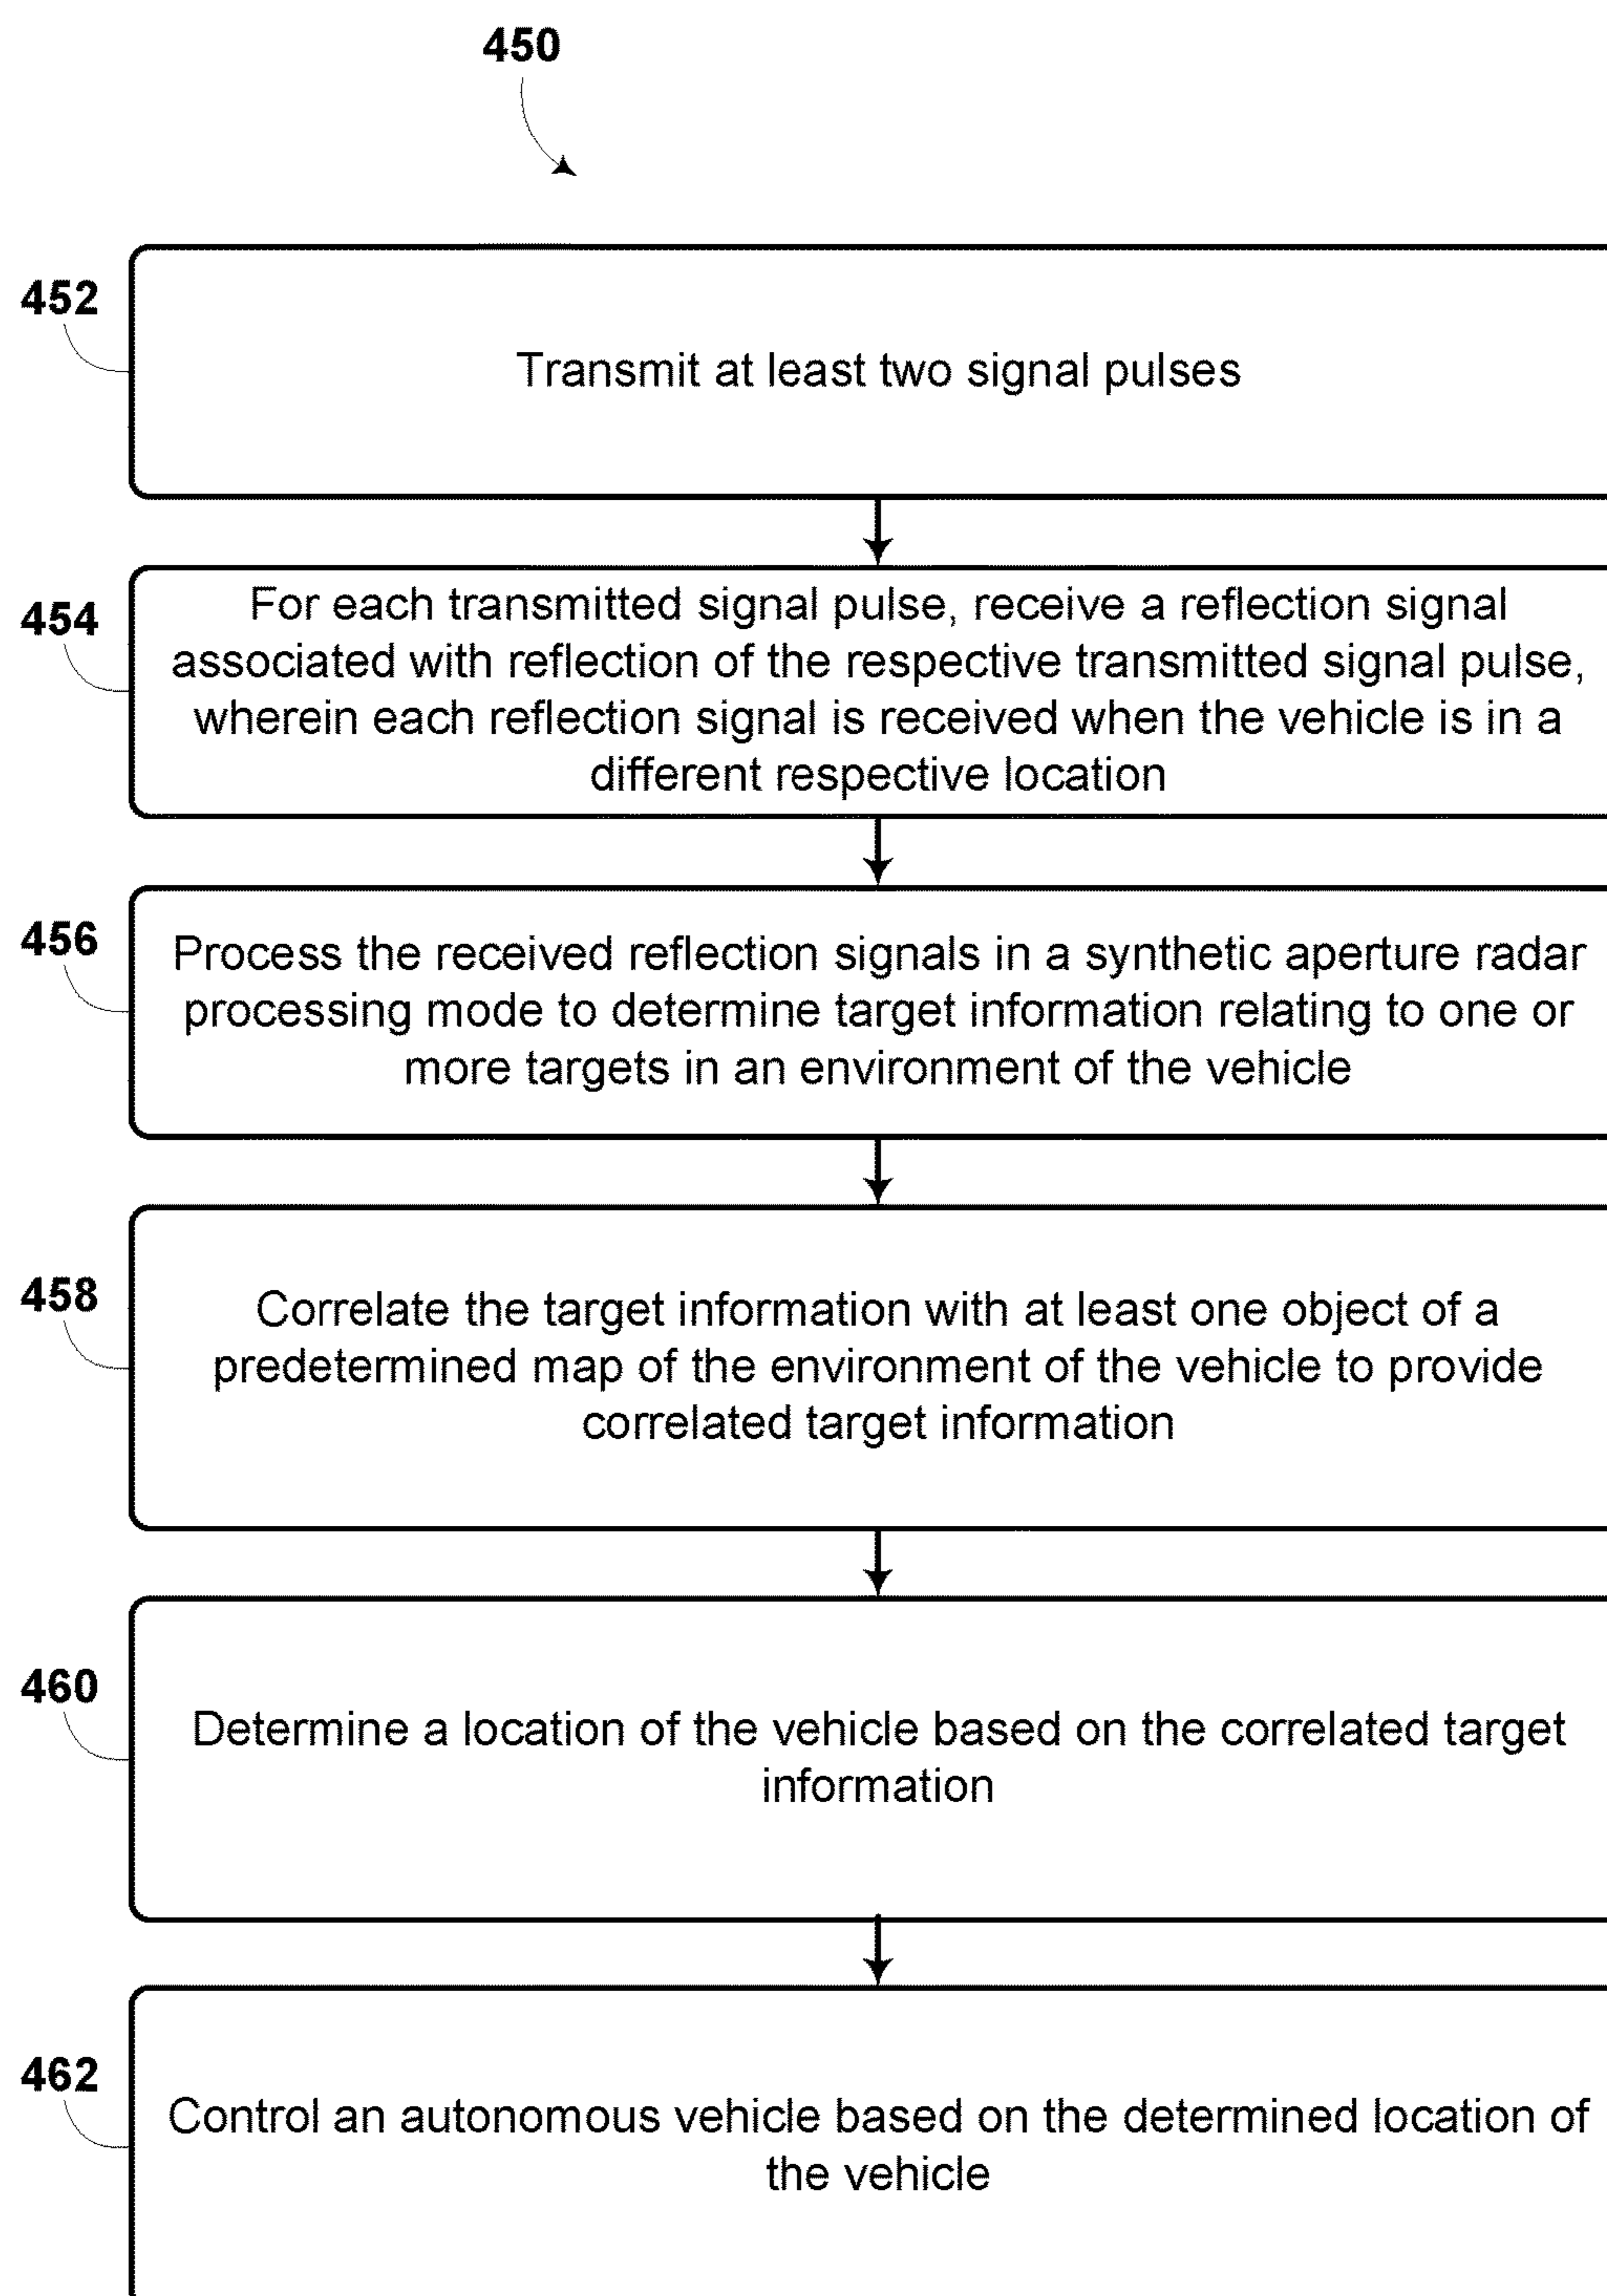 450
452
Transmit at least two signal pulses
454
For each transmitted signal pulse, receive a reflection signal
associated with reflection of the respective transmitted signal pulse,
wherein each reflection signal is received when the vehicle is in a
different respective location
456
Process the received reflection signals in a synthetic aperture radar
processing mode to determine target information relating to one or
more targets in an environment of the vehicle
458
Correlate the target information with at least one object of a
predetermined map of the environment of the vehicle to provide
correlated target information
460
Determine a location of the vehicle based on the correlated target
information
462
Control an autonomous vehicle based on the determined location of
the vehicle